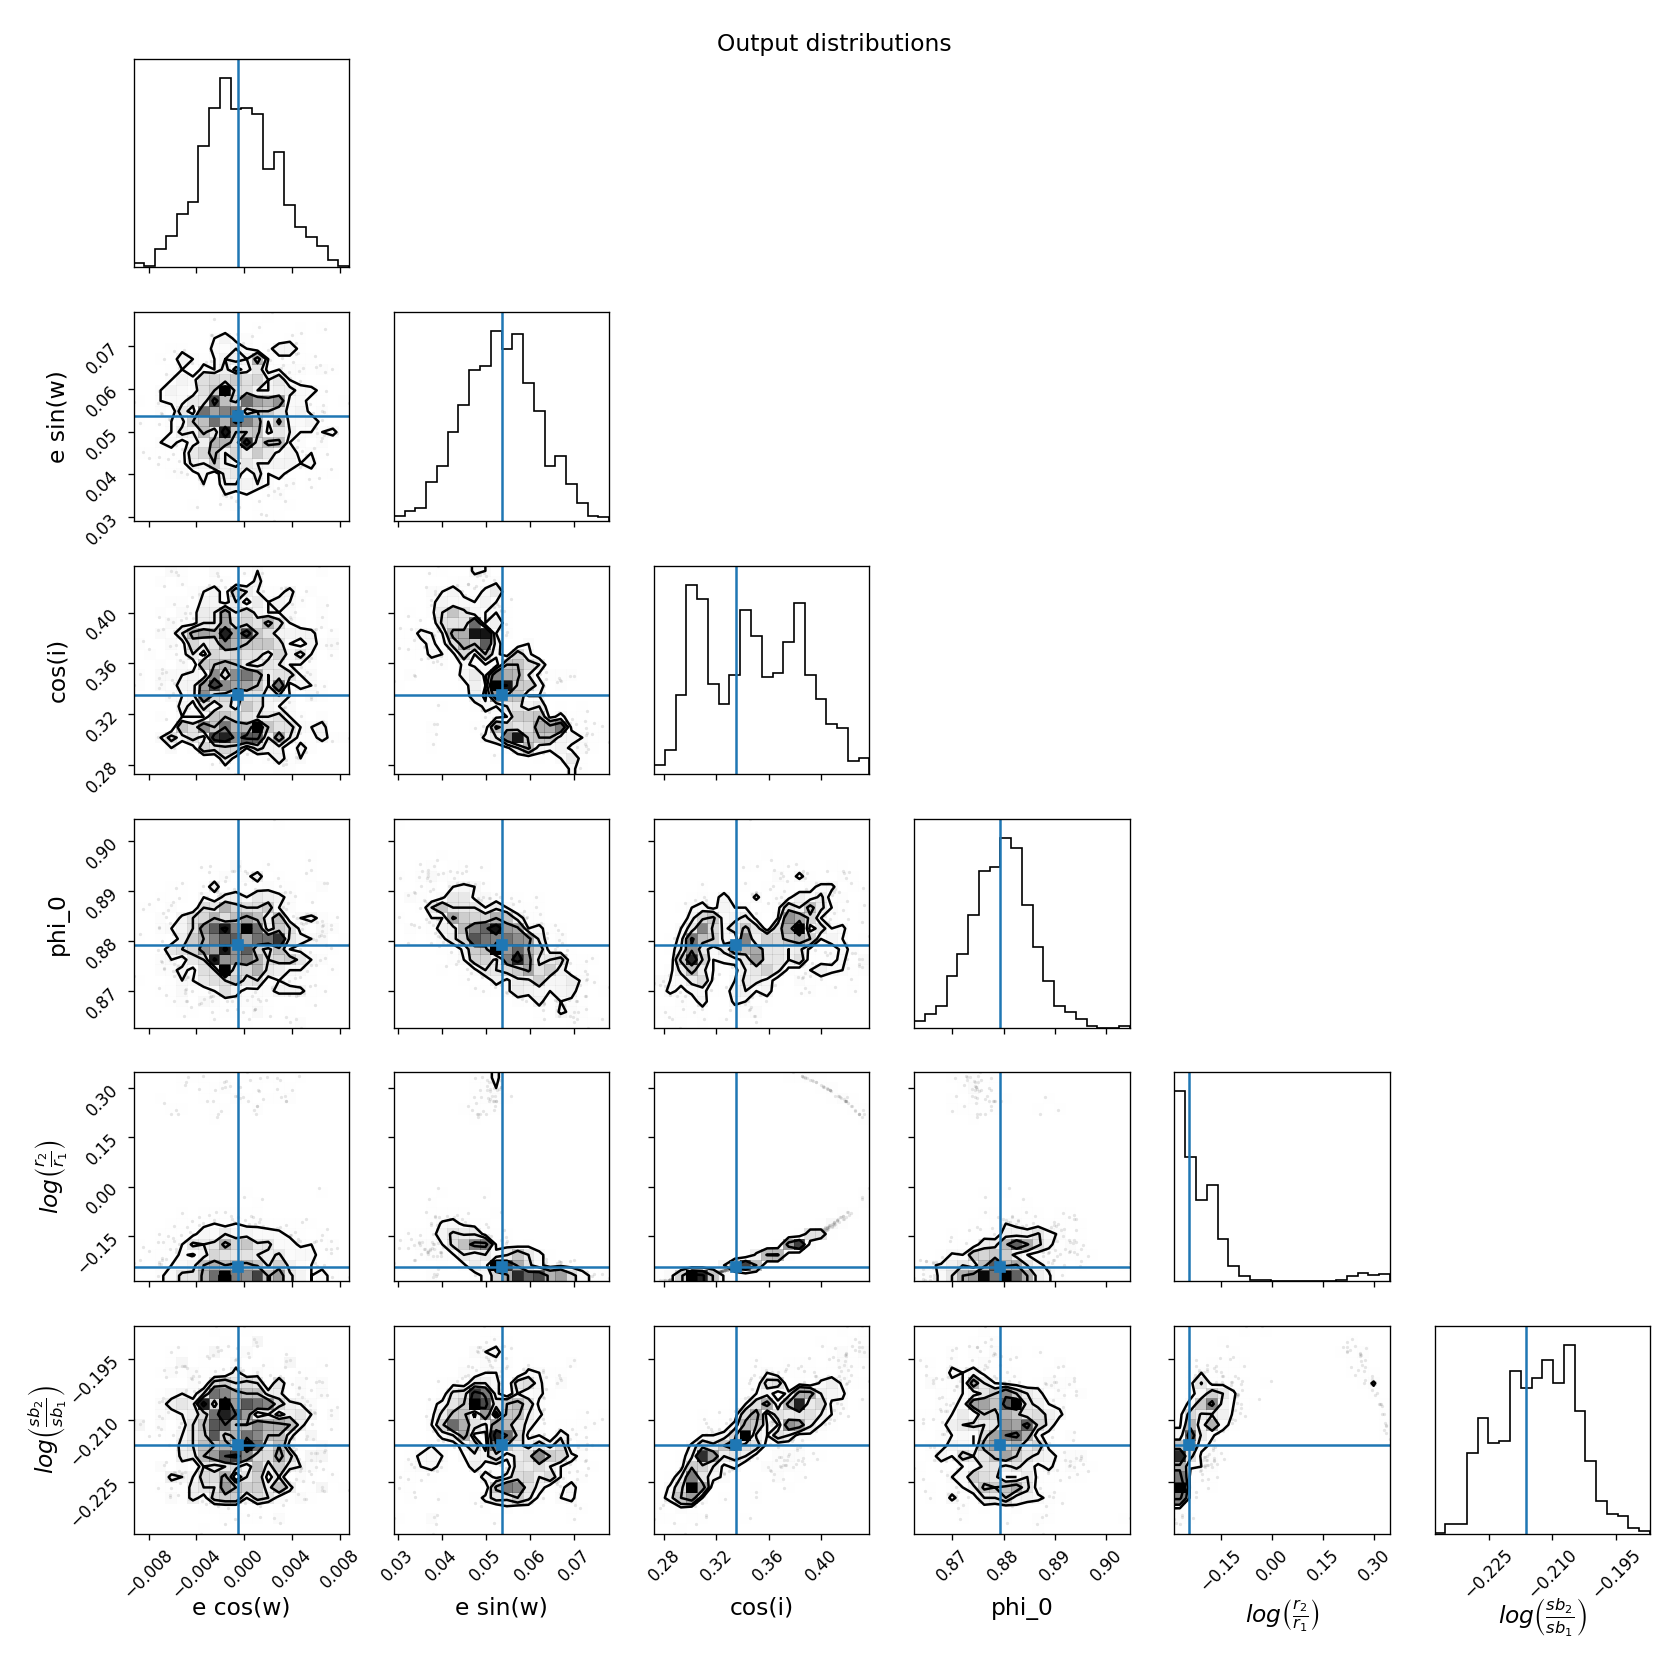 Output distributions
e sin(w)
0.07
0.06
0.05
0.04
0.03
cos(i)
0.40
0.36
0.32
0.28
phi_0
0.90
0.89
0.88
0.87
log(r2/r1)
0.30
0.15
0.00
−0.15
log(sb2/sb1)
−0.195
−0.210
−0.225
−0.008 −0.004 0.000 0.004 0.008
0.03 0.04 0.05 0.06 0.07
0.28 0.32 0.36 0.40
0.87 0.88 0.89 0.90
−0.15 0.00 0.15 0.30
−0.225 −0.210 −0.195
e cos(w)
e sin(w)
cos(i)
phi_0
log(r2/r1)
log(sb2/sb1)